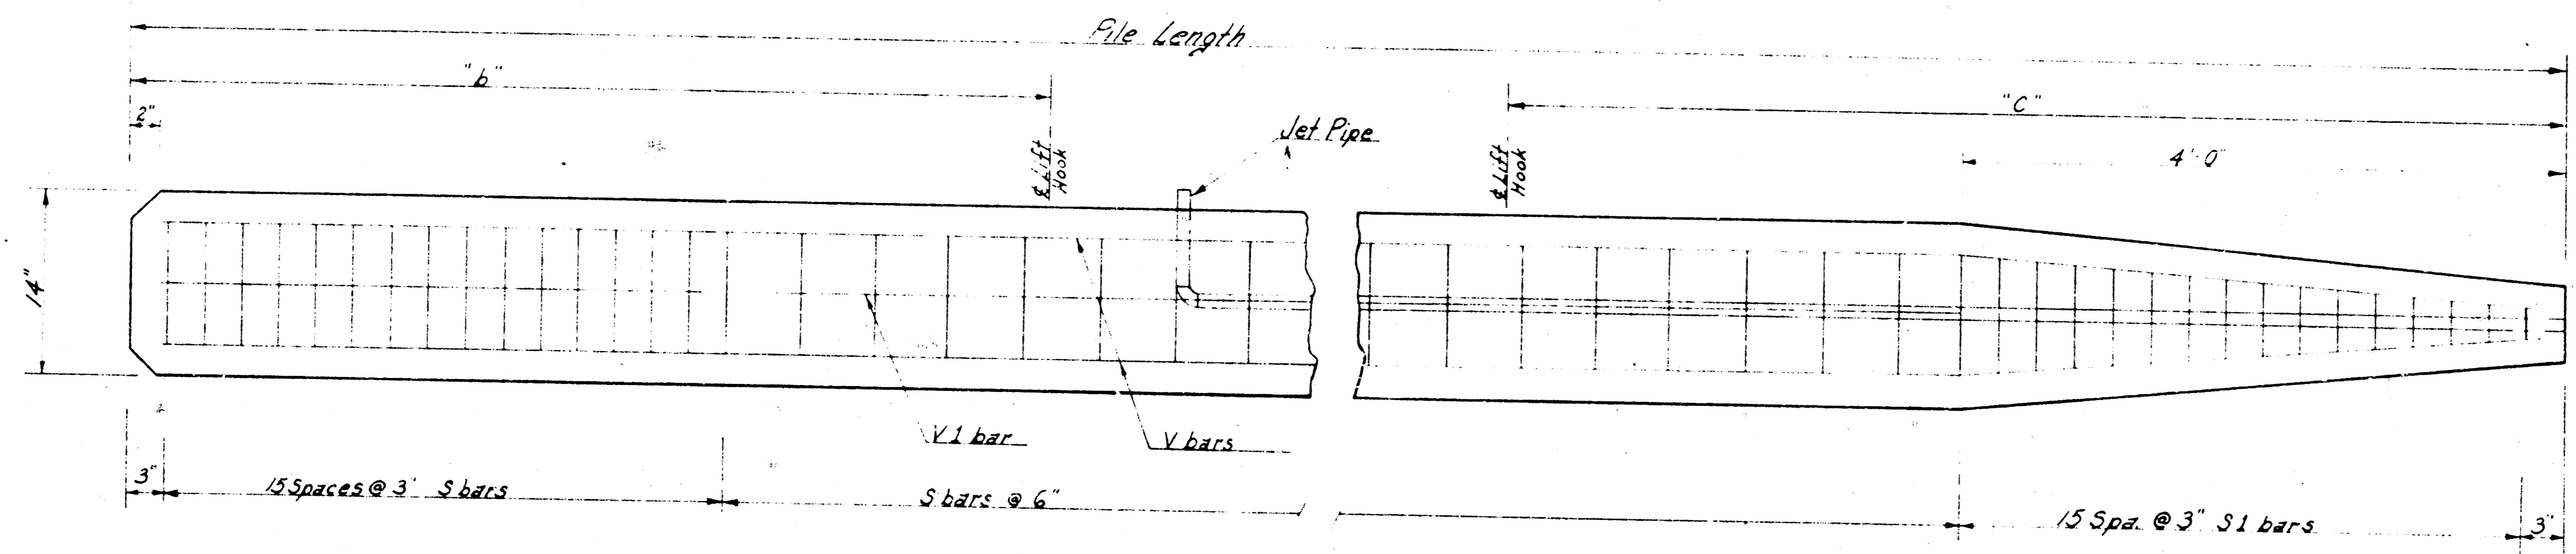 Pile Length
"b"
"C"
2"
Jet Pipe
℄ Lift
Hook
℄ Lift
Hook
4'-0"
14"
V1 bar
V bars
3"
15 Spaces @ 3" S bars
S bars @ 6"
15 Spa. @ 3" S1 bars
3"